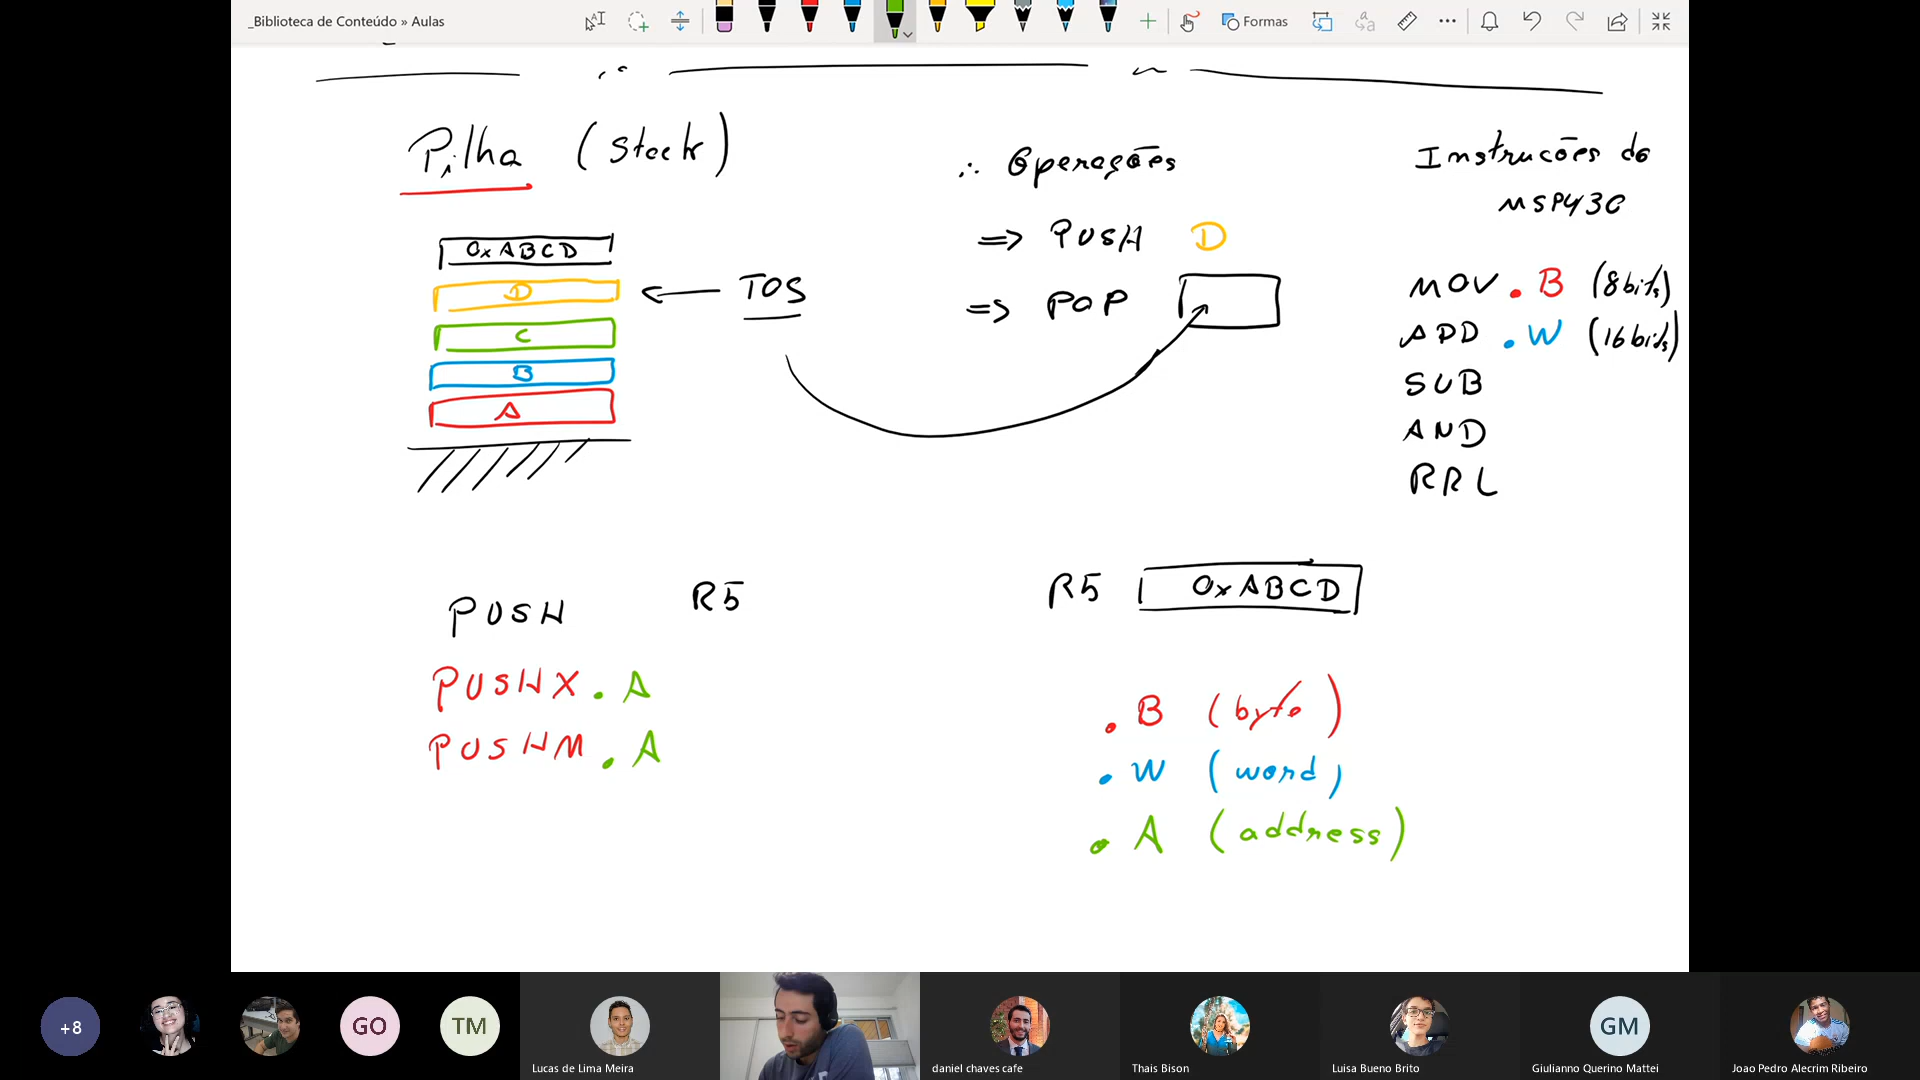 _Biblioteca de Conteúdo » Aulas
Formas
Pilha (stack)
∴ Operações
Instruções do
MSP430
=> PUSH D
0xABCD
D
C
B
A
← TOS
=> POP
MOV .B (8bits)
ADD .W (16bits)
SUB
AND
RRL
PUSH R5
R5 0xABCD
PUSHX.A
PUSHM.A
.B (byte)
.W (word)
.A (address)
+8
GO
TM
GM
Lucas de Lima Meira
daniel chaves cafe
Thais Bison
Luisa Bueno Brito
Giulianno Querino Mattei
Joao Pedro Alecrim Ribeiro